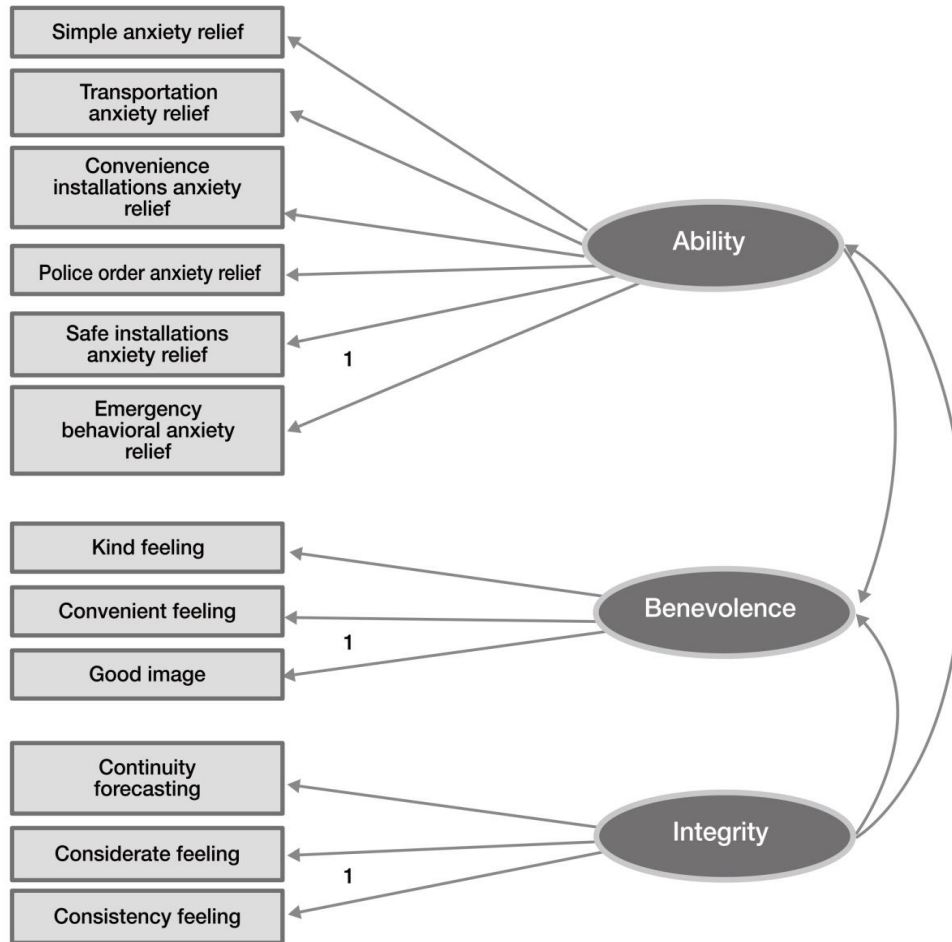 Simple anxiety relief
Transportation
anxiety relief
Convenience
installations anxiety
relief
Police order anxiety relief
Safe installations
anxiety relief
Emergency
behavioral anxiety
relief
1
Ability
Kind feeling
Convenient feeling
Good image
1
Benevolence
Continuity
forecasting
Considerate feeling
Consistency feeling
1
Integrity